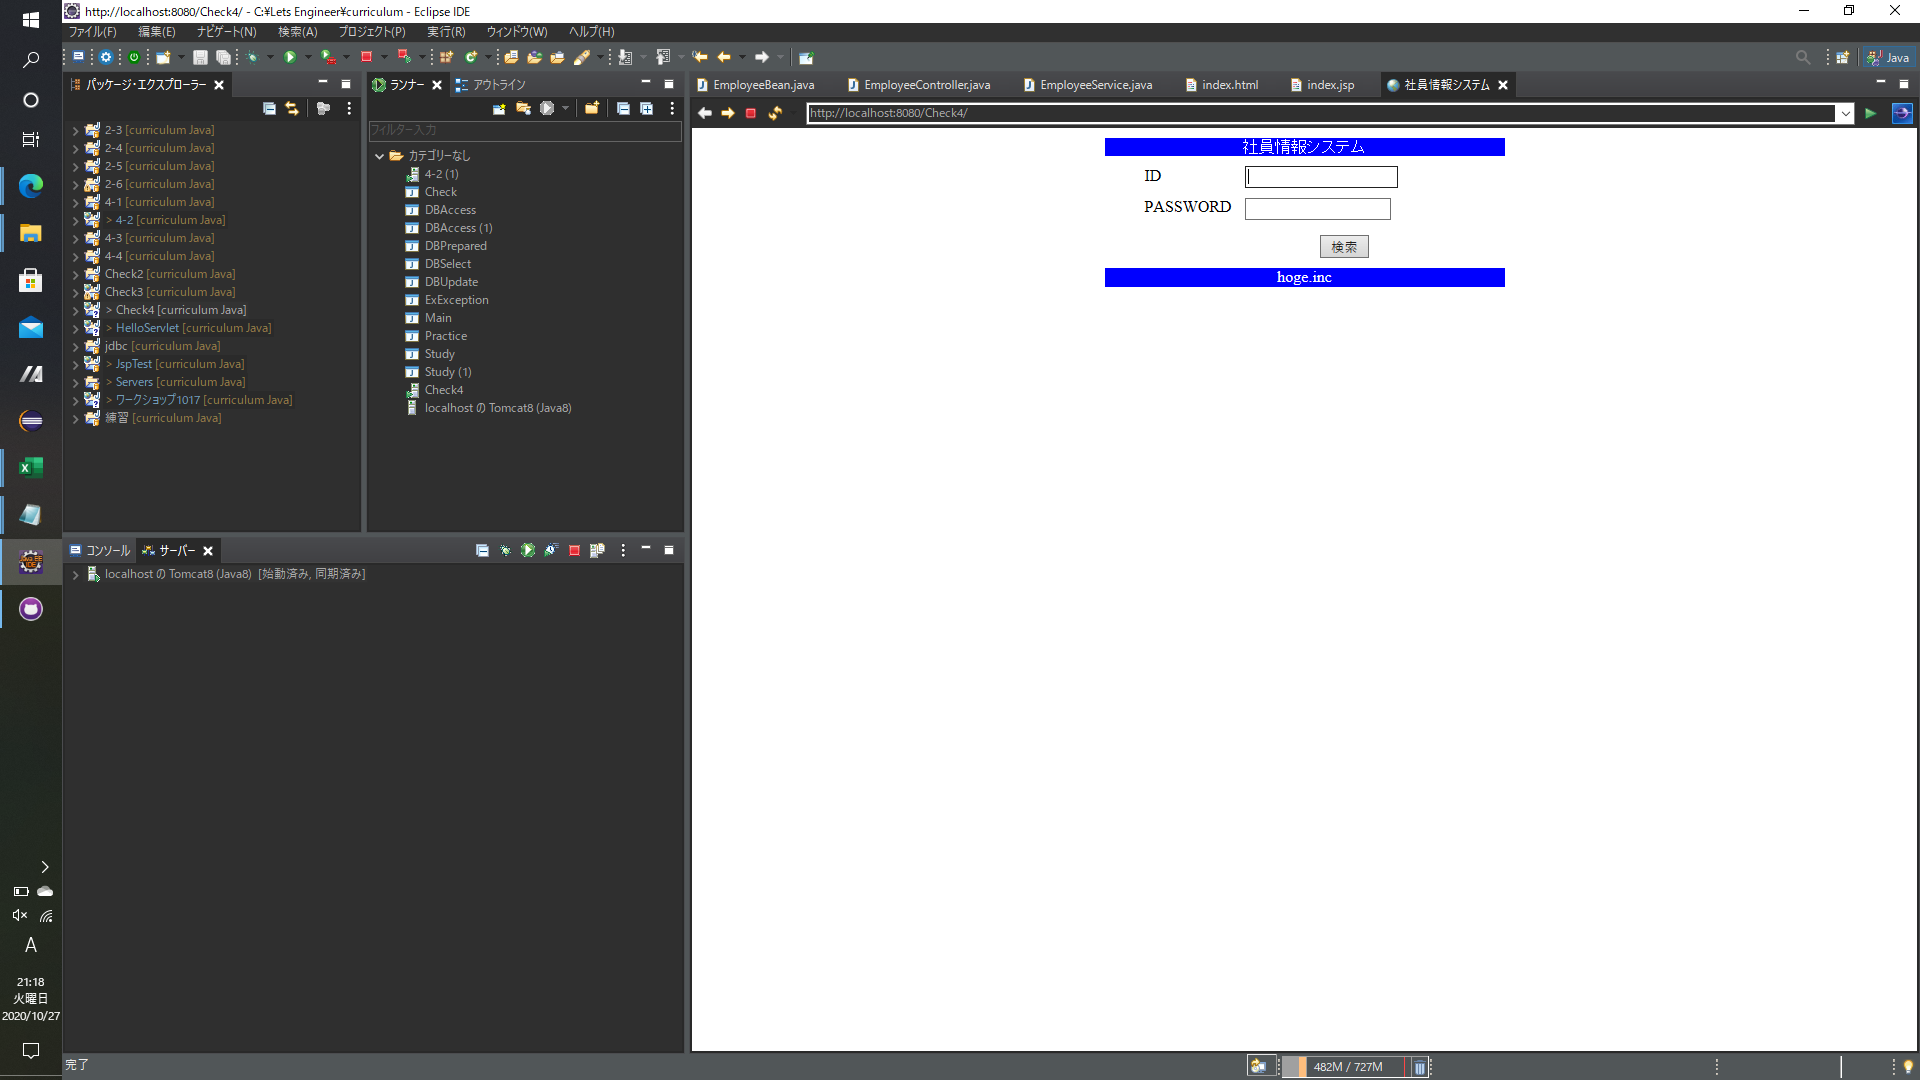 http://localhost:8080/Check4/ - C:¥Lets Engineer¥curriculum - Eclipse IDE
ファイル(F) 編集(E) ナビゲート(N) 検索(A) プロジェクト(P) 実行(R) ウィンドウ(W) ヘルプ(H)
Java
パッケージ・エクスプローラー
2-3 [curriculum Java]
2-4 [curriculum Java]
2-5 [curriculum Java]
2-6 [curriculum Java]
4-1 [curriculum Java]
> 4-2 [curriculum Java]
4-3 [curriculum Java]
4-4 [curriculum Java]
Check2 [curriculum Java]
Check3 [curriculum Java]
> Check4 [curriculum Java]
> HelloServlet [curriculum Java]
jdbc [curriculum Java]
> JspTest [curriculum Java]
> Servers [curriculum Java]
> ワークショップ1017 [curriculum Java]
練習 [curriculum Java]
ランナー アウトライン
フィルター入力
カテゴリーなし
4-2 (1)
Check
DBAccess
DBAccess (1)
DBPrepared
DBSelect
DBUpdate
ExException
Main
Practice
Study
Study (1)
Check4
localhost の Tomcat8 (Java8)
EmployeeBean.java EmployeeController.java EmployeeService.java index.html index.jsp 社員情報システム
http://localhost:8080/Check4/
社員情報システム
ID
PASSWORD
検索
hoge.inc
コンソール サーバー
localhost の Tomcat8 (Java8) [始動済み, 同期済み]
A
21:18
火曜日
2020/10/27
完了
482M / 727M